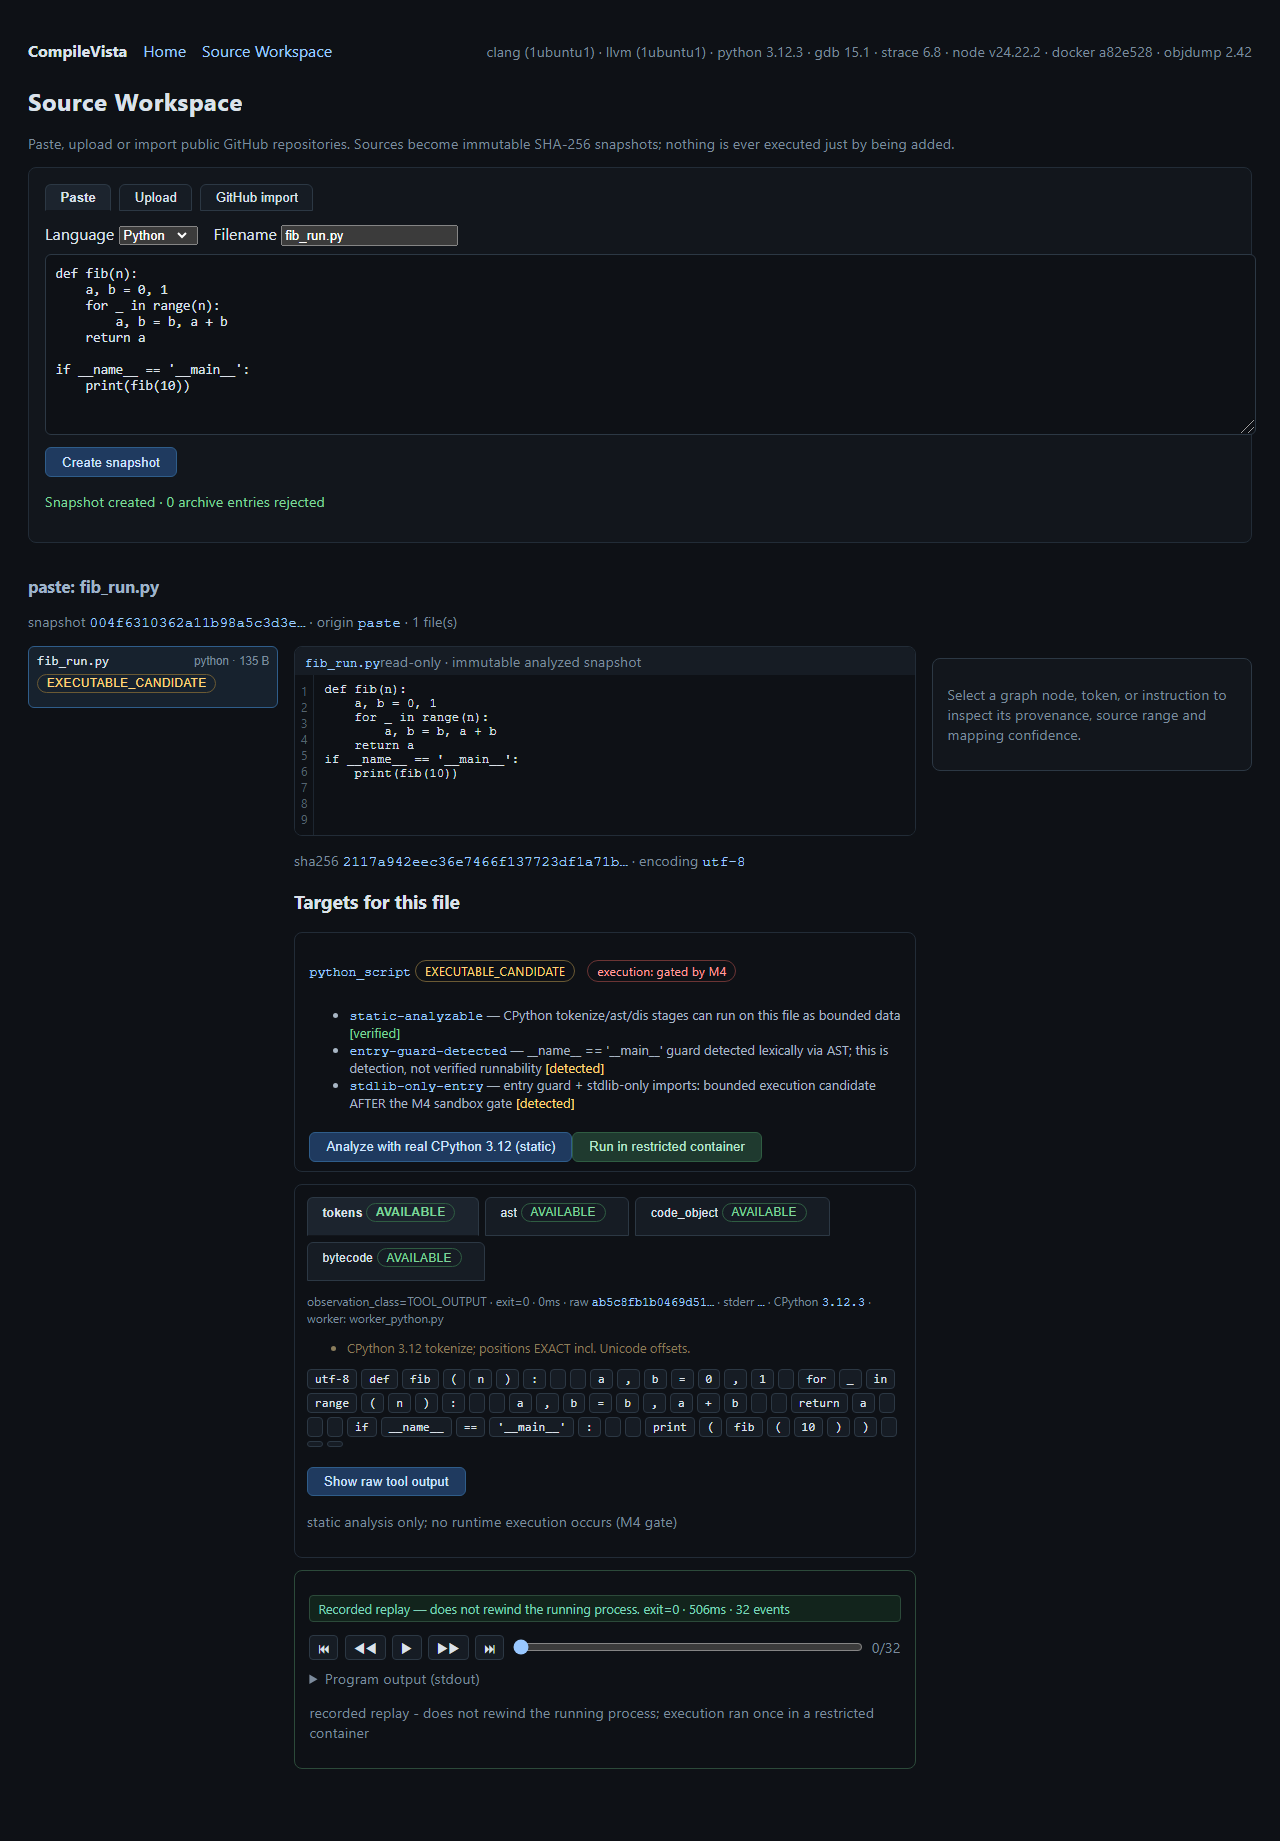 CompileVista Home Source Workspace clang (1ubuntu1) · llvm (1ubuntu1) · python 3.12.3 · gdb 15.1 · strace 6.8 · node v24.22.2 · docker a82e528 · objdump 2.42
Source Workspace
Paste, upload or import public GitHub repositories. Sources become immutable SHA-256 snapshots; nothing is ever executed just by being added.
Paste Upload GitHub import
Language Python Filename fib_run.py
def fib(n):
    a, b = 0, 1
    for _ in range(n):
        a, b = b, a + b
    return a
if __name__ == '__main__':
    print(fib(10))
Create snapshot
Snapshot created · 0 archive entries rejected
paste: fib_run.py
snapshot 004f6310362a11b98a5c3d3e… · origin paste · 1 file(s)
fib_run.py python · 135 B
EXECUTABLE_CANDIDATE
fib_run.pyread-only · immutable analyzed snapshot
1 def fib(n):
2     a, b = 0, 1
3     for _ in range(n):
4         a, b = b, a + b
5     return a
6 if __name__ == '__main__':
7     print(fib(10))
8
9
Select a graph node, token, or instruction to
inspect its provenance, source range and
mapping confidence.
sha256 2117a942eec36e7466f137723df1a71b… · encoding utf-8
Targets for this file
python_script EXECUTABLE_CANDIDATE execution: gated by M4
• static-analyzable — CPython tokenize/ast/dis stages can run on this file as bounded data
[verified]
• entry-guard-detected — __name__ == '__main__' guard detected lexically via AST; this is
detection, not verified runnability [detected]
• stdlib-only-entry — entry guard + stdlib-only imports: bounded execution candidate
AFTER the M4 sandbox gate [detected]
Analyze with real CPython 3.12 (static) Run in restricted container
tokens AVAILABLE ast AVAILABLE code_object AVAILABLE
bytecode AVAILABLE
observation_class=TOOL_OUTPUT · exit=0 · 0ms · raw ab5c8fb1b0469d51… · stderr … · CPython 3.12.3 ·
worker: worker_python.py
• CPython 3.12 tokenize; positions EXACT incl. Unicode offsets.
utf-8 def fib ( n ) : a , b = 0 , 1 for _ in
range ( n ) : a , b = b , a + b return a
if __name__ == '__main__' : print ( fib ( 10 ) )
Show raw tool output
static analysis only; no runtime execution occurs (M4 gate)
Recorded replay — does not rewind the running process. exit=0 · 506ms · 32 events
⏮ ◀◀ ▶ ▶▶ ⏭ 0/32
▶ Program output (stdout)
recorded replay - does not rewind the running process; execution ran once in a restricted
container